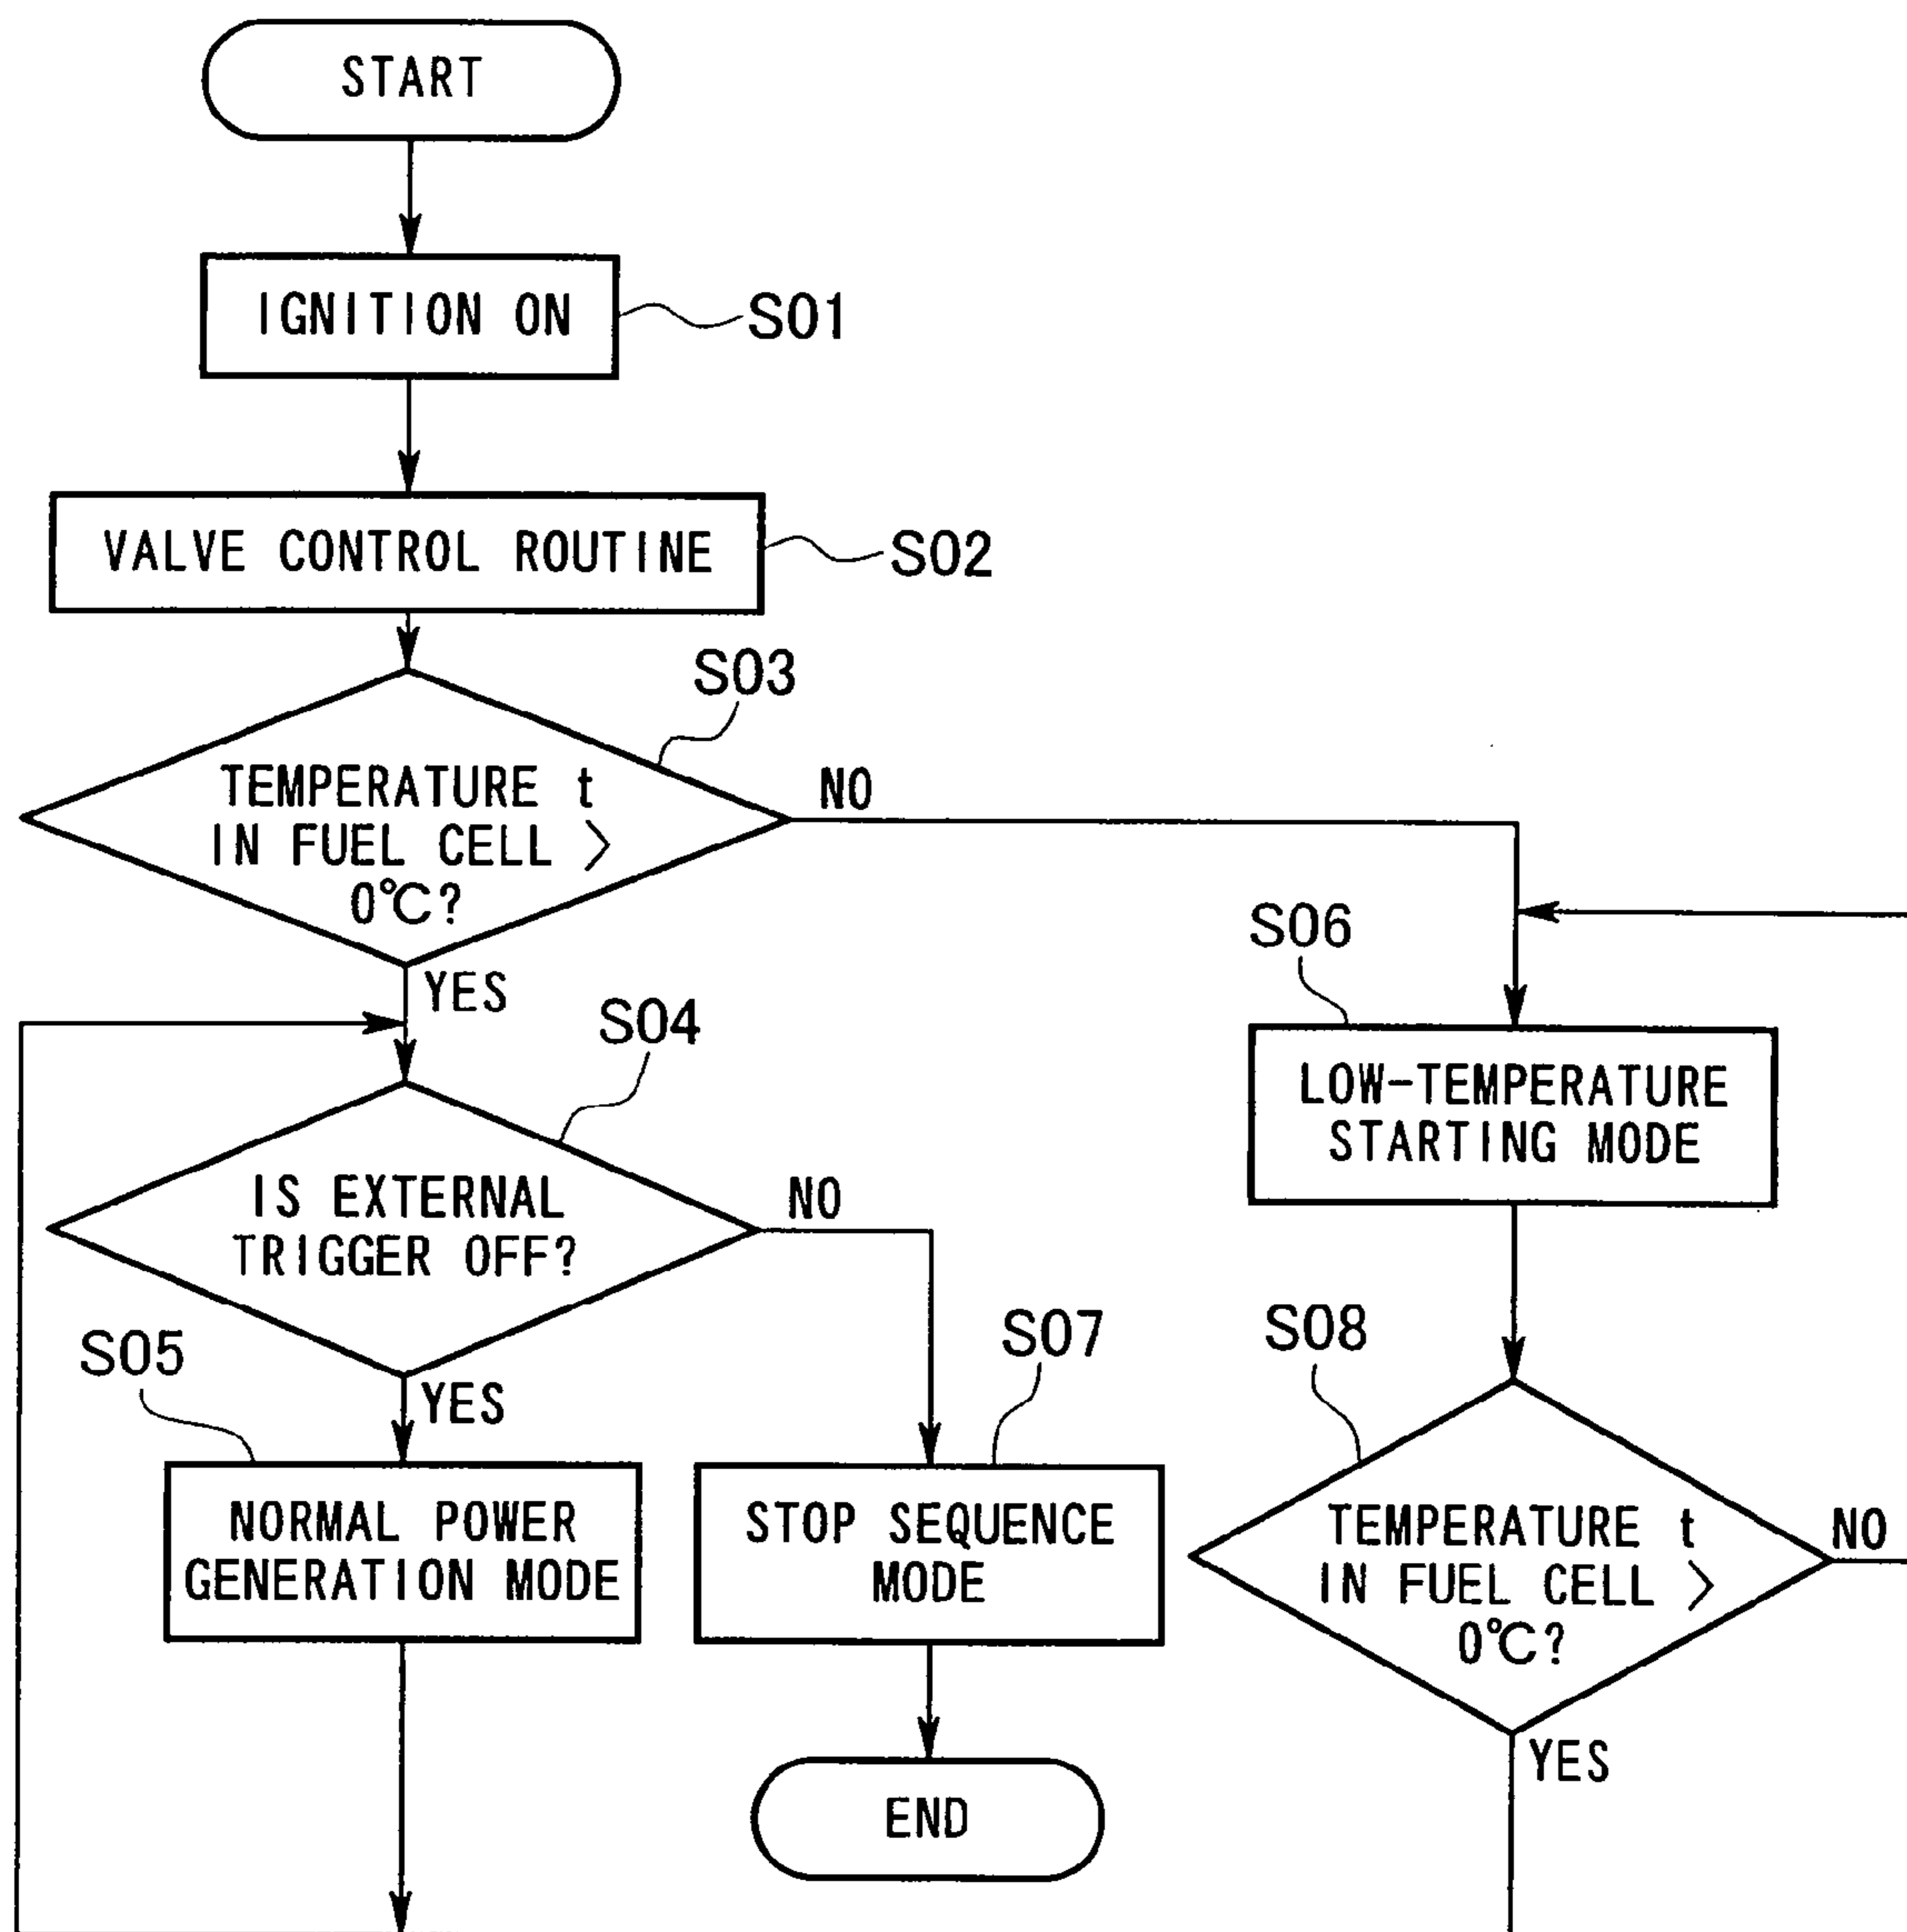 START
IGNITION ON
S01
VALVE CONTROL ROUTINE
S02
S03
TEMPERATURE t
IN FUEL CELL >
0℃?
NO
YES
S04
IS EXTERNAL
TRIGGER OFF?
NO
YES
S05
NORMAL POWER
GENERATION MODE
S07
STOP SEQUENCE
MODE
END
S06
LOW-TEMPERATURE
STARTING MODE
S08
TEMPERATURE t
IN FUEL CELL >
0℃?
NO
YES